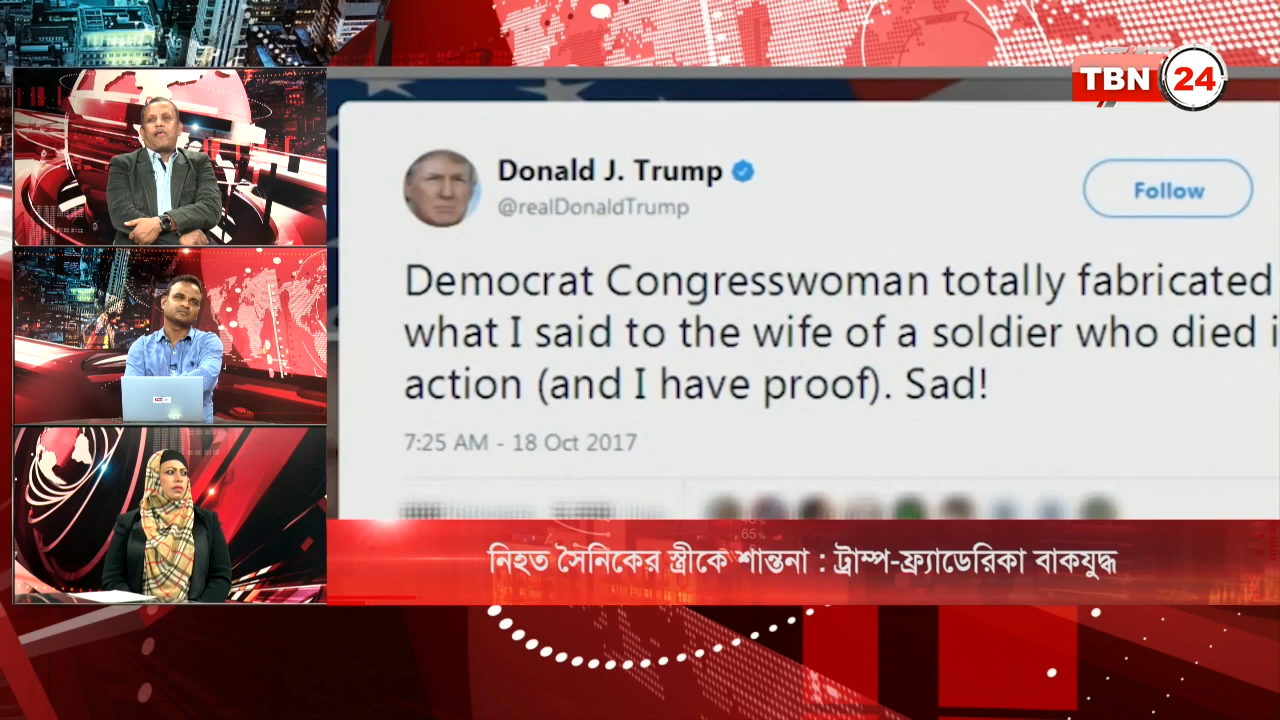 TBN 24
Donald J. Trump
@realDonaldTrump
Follow
Democrat Congresswoman totally fabricated
what I said to the wife of a soldier who died i
action (and I have proof). Sad!
7:25 AM - 18 Oct 2017
65%
নিহত সৈনিকের স্ত্রীকে শান্তনা : ট্রাম্প-ফ্র্যাডেরিকা বাকযুদ্ধ